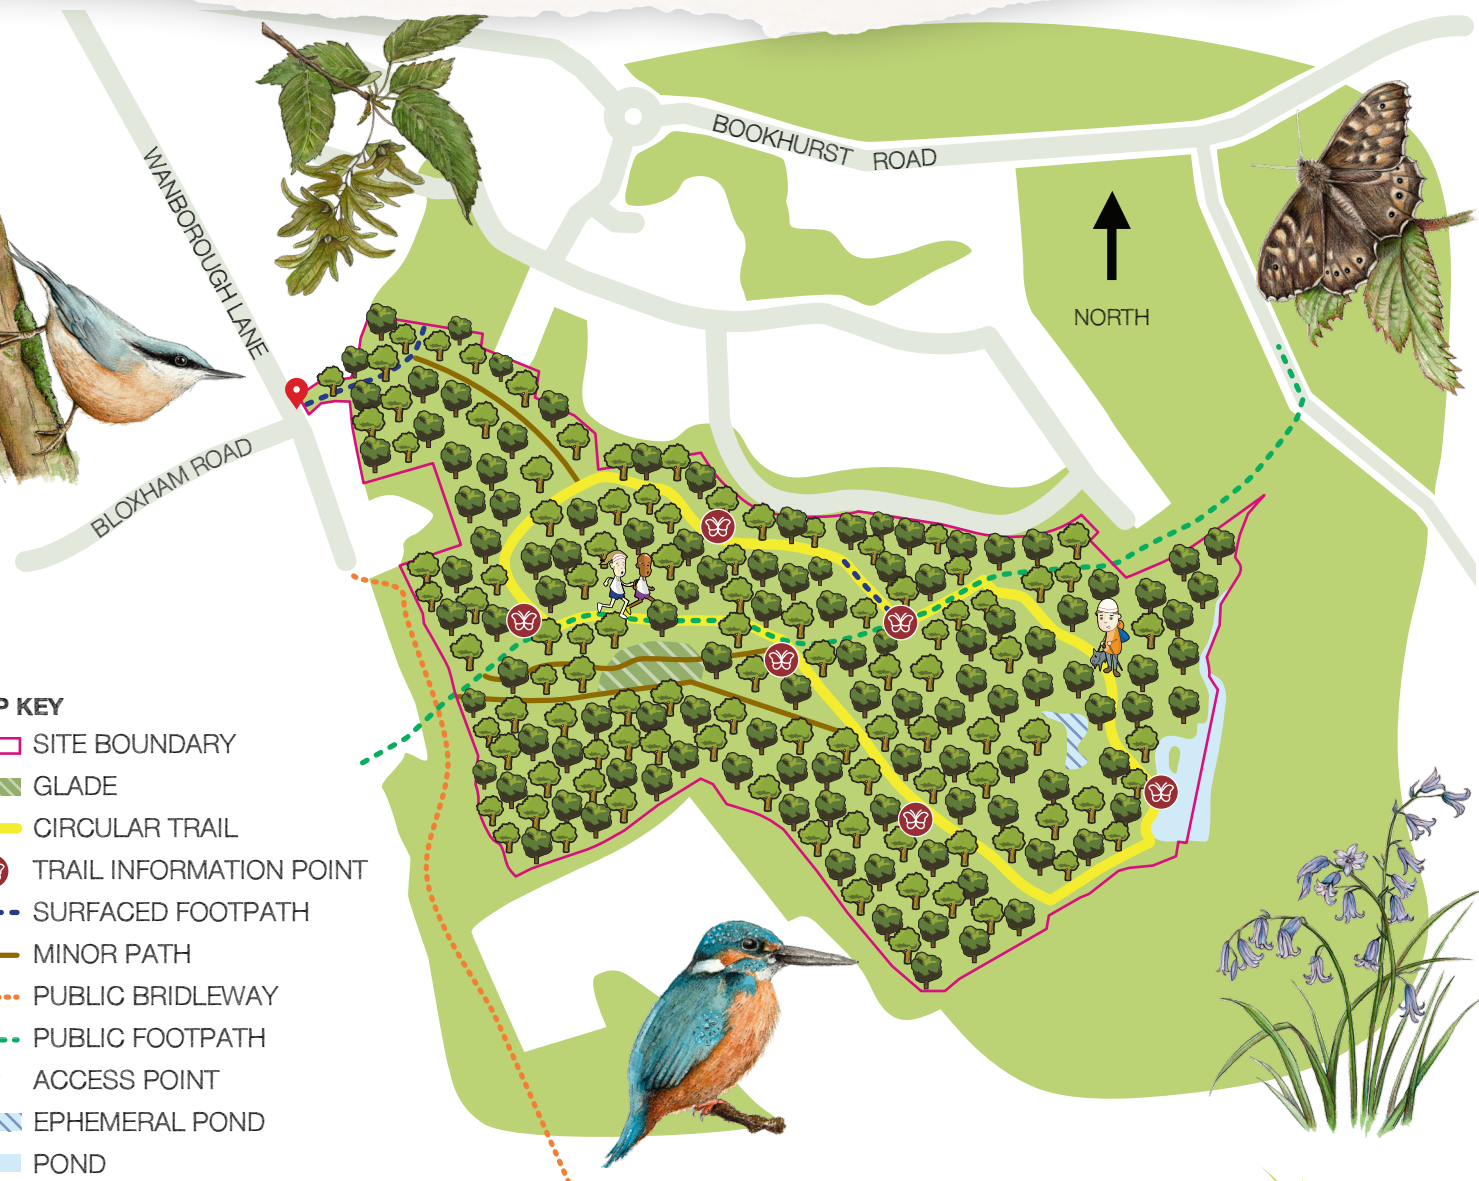 BOOKHURST ROAD
WANBOROUGH LANE
NORTH
BLOXHAM ROAD
P KEY
SITE BOUNDARY
GLADE
CIRCULAR TRAIL
TRAIL INFORMATION POINT
SURFACED FOOTPATH
MINOR PATH
PUBLIC BRIDLEWAY
PUBLIC FOOTPATH
ACCESS POINT
EPHEMERAL POND
POND